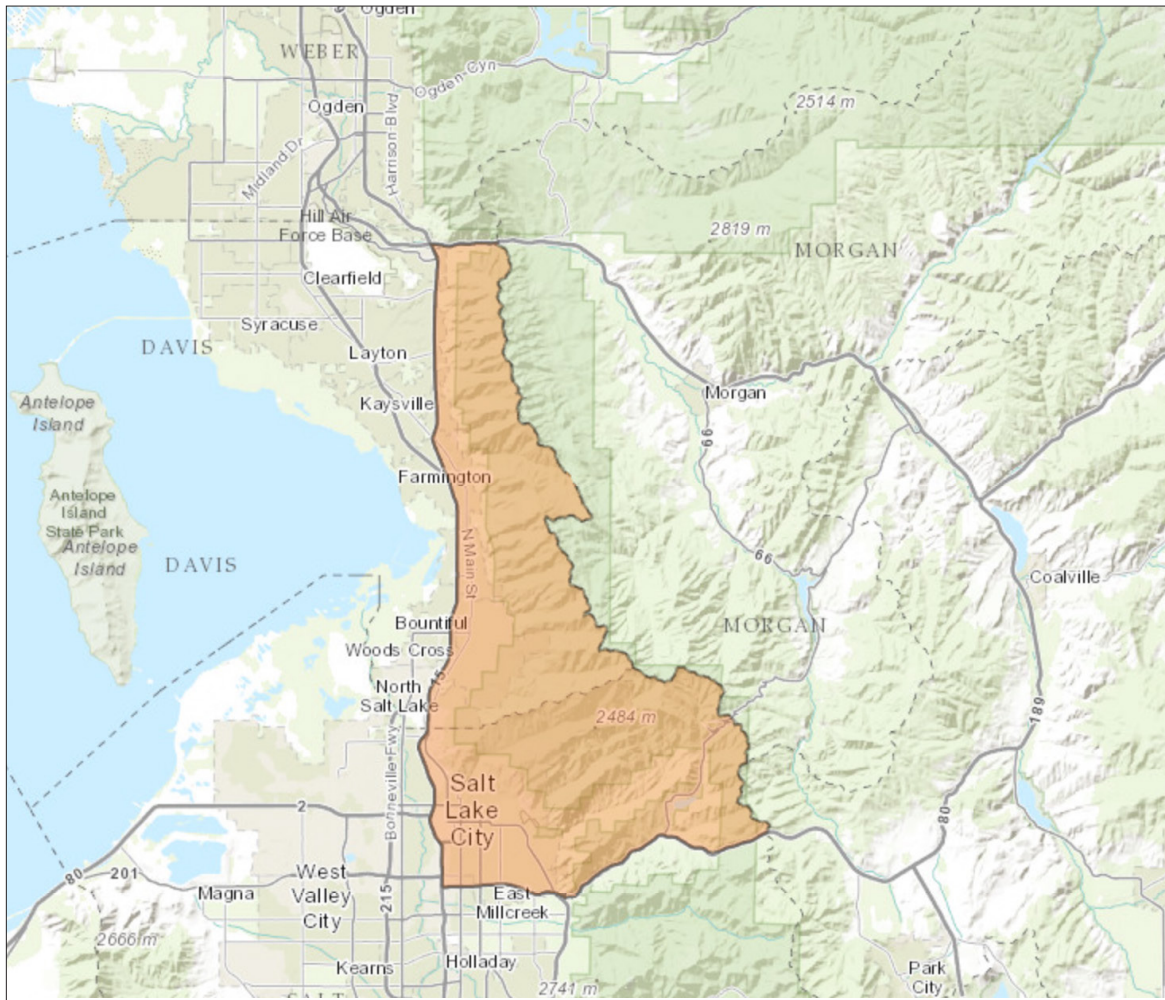 Ogden
WEBER
Ogden-Cyn
2514 m
Ogden
Harrison Blvd
Midland Dr
Hill Air
Force Base
2819 m
MORGAN
Clearfield
Syracuse
DAVIS
Layton
Morgan
Antelope
Island
Kaysville
66
Farmington
Antelope
Island
State Park
Antelope
Island
N Main St
66
DAVIS
Coalville
Bountiful
MORGAN
Woods Cross
15
North
Salt Lake
189
2484 m
Bonneville Fwy
Salt
Lake
City
2
80
80
201
West
Valley
City
Magna
215
East
Millcreek
2666 m
Kearns
Holladay
Park
City
2741 m
SALT